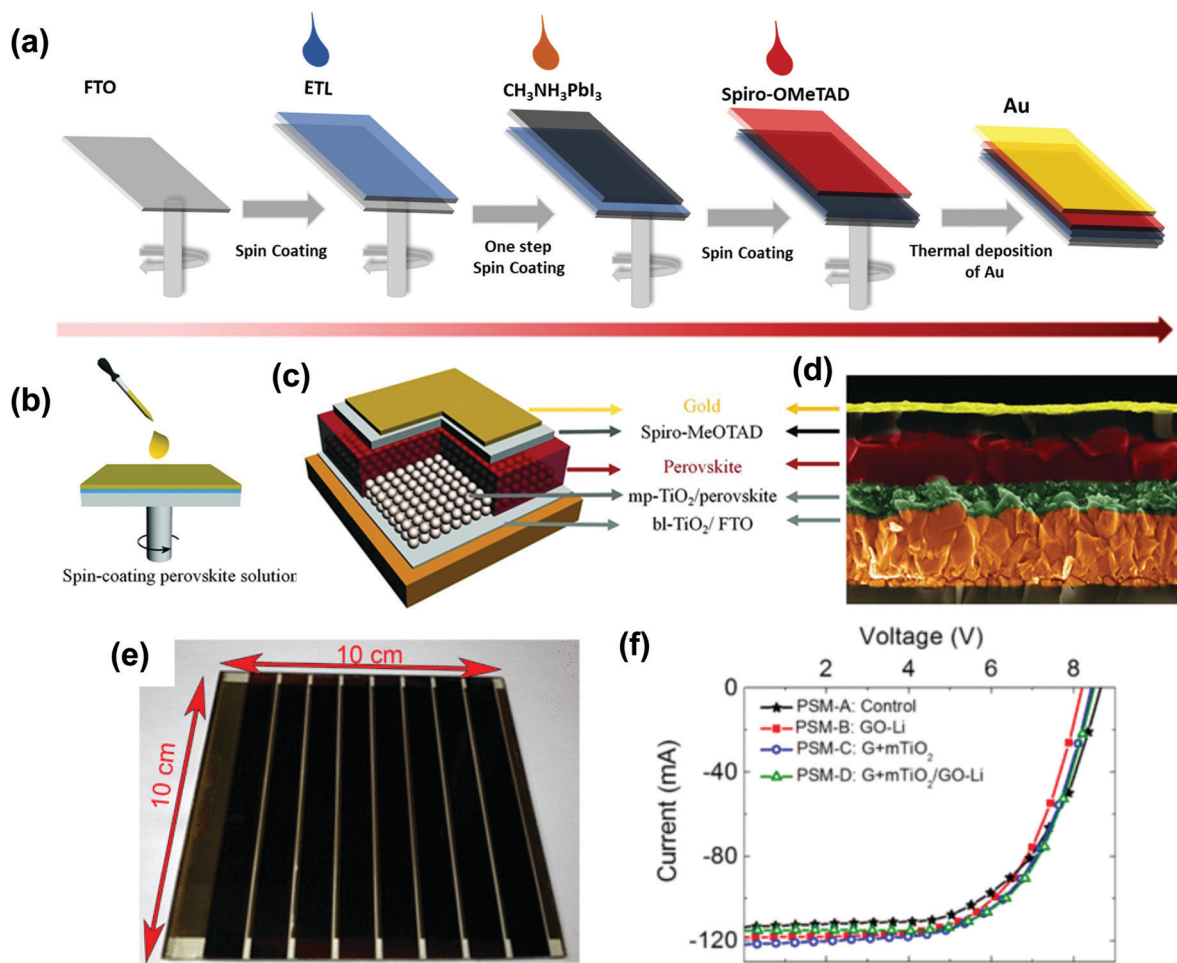 (a)
FTO
ETL
CH₃NH₃PbI₃
Spiro-OMeTAD
Au
Spin Coating
One step
Spin Coating
Spin Coating
Thermal deposition
of Au
(b)
Spin-coating perovskite solution
(c)
Gold
Spiro-MeOTAD
Perovskite
mp-TiO₂/perovskite
bl-TiO₂/ FTO
(d)
(e)
10 cm
10 cm
(f)
Voltage (V)
2 4 6 8
0
-40
-80
-120
Current (mA)
PSM-A: Control
PSM-B: GO-Li
PSM-C: G+mTiO₂
PSM-D: G+mTiO₂/GO-Li